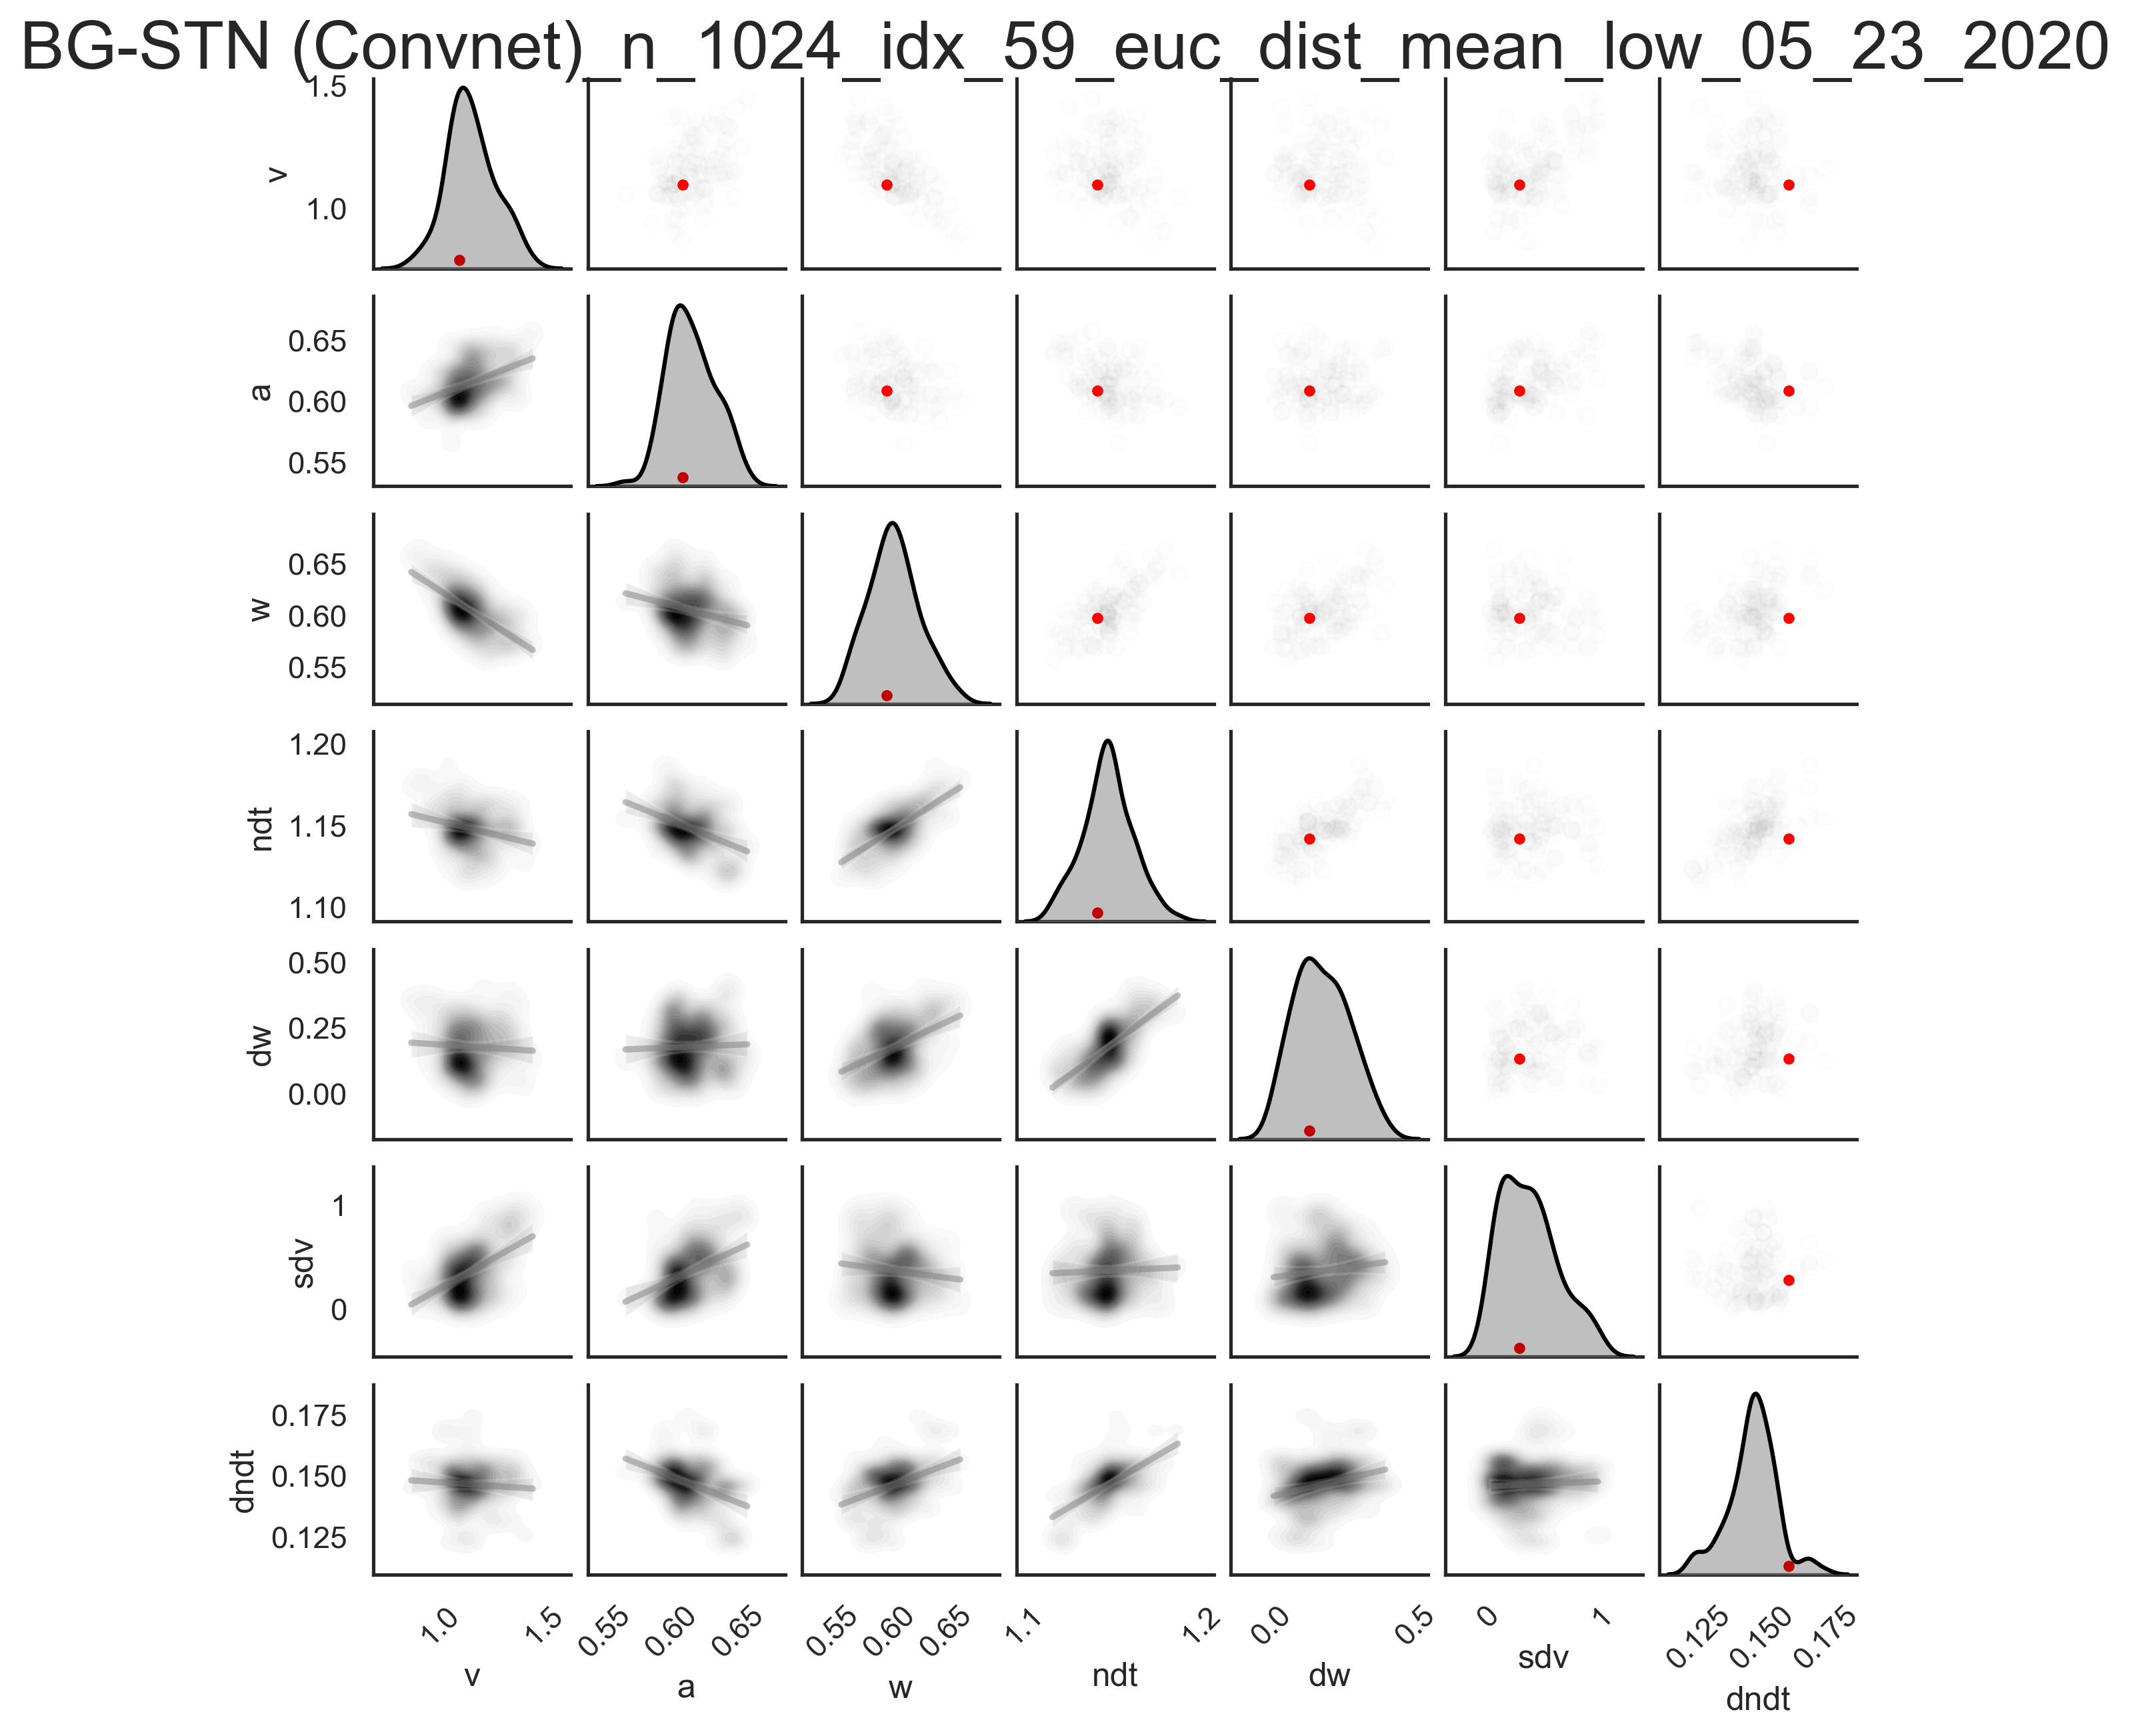 BG-STN (Convnet)_n_1024_idx_59_euc_dist_mean_low_05_23_2020
1.5
v
1.0
0.65
a
0.60
0.55
0.65
w
0.60
0.55
1.20
ndt
1.15
1.10
0.50
0.25
dw
0.00
1
sdv
0
0.175
dndt
0.150
0.125
1.0 1.5 0.55 0.60 0.65 0.55 0.60 0.65 1.1 1.2 0.0 0.5 0 1 0.125 0.150 0.175
v a w ndt dw sdv dndt